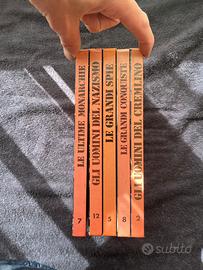 LE ULTIME MONARCHIE
7
GLI UOMINI DEL NAZISMO
12
LE GRANDI SPIE
5
LE GRANDI CONQUISTE
8
GLI UOMINI DEL CREMLINO
2
subito